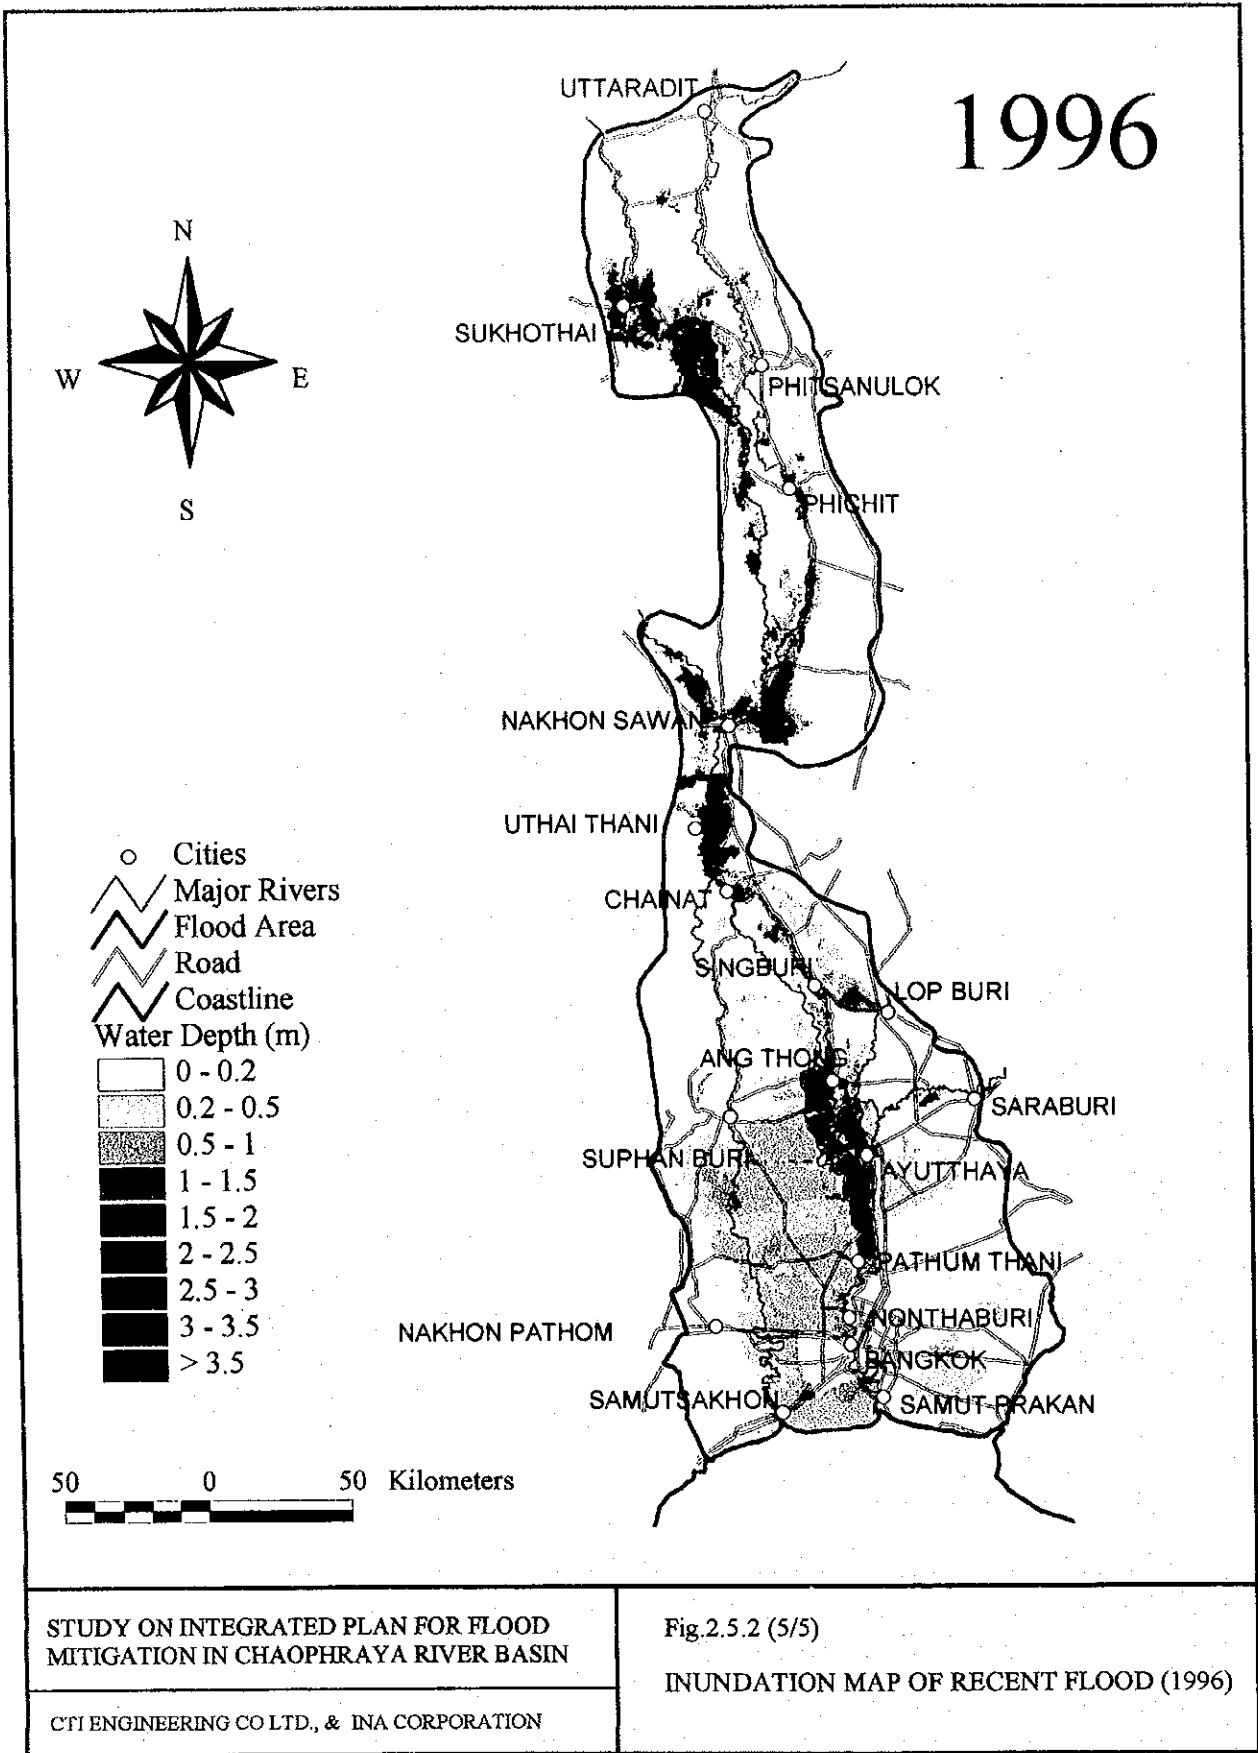 1996
UTTARADIT
N
W
E
S
SUKHOTHAI
PHITSANULOK
PHICHIT
NAKHON SAWAN
UTHAI THANI
CHAINAT
SINGBURI
LOP BURI
ANG THONG
SARABURI
SUPHAN BURI
AYUTTHAYA
PATHUM THANI
NONTHABURI
NAKHON PATHOM
BANGKOK
SAMUTSAKHON
SAMUT PRAKAN
Cities
Major Rivers
Flood Area
Road
Coastline
Water Depth (m)
0 - 0.2
0.2 - 0.5
0.5 - 1
1 - 1.5
1.5 - 2
2 - 2.5
2.5 - 3
3 - 3.5
> 3.5
50 0 50 Kilometers
STUDY ON INTEGRATED PLAN FOR FLOOD
MITIGATION IN CHAOPHRAYA RIVER BASIN
CTI ENGINEERING CO LTD., & INA CORPORATION
Fig.2.5.2 (5/5)
INUNDATION MAP OF RECENT FLOOD (1996)